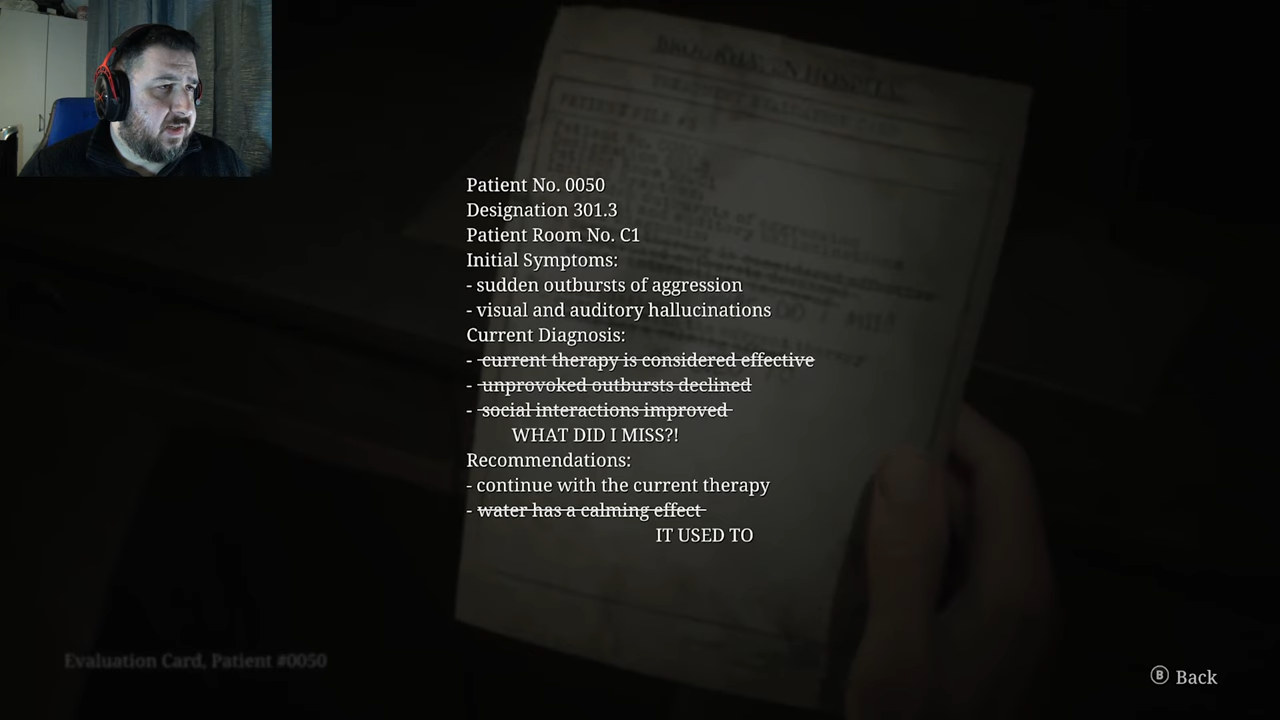 Patient No. 0050
Designation 301.3
Patient Room No. C1
Initial Symptoms:
- sudden outbursts of aggression
- visual and auditory hallucinations
Current Diagnosis:
- current therapy is considered effective
- unprovoked outbursts declined
- social interactions improved
WHAT DID I MISS?!
Recommendations:
- continue with the current therapy
- water has a calming effect
IT USED TO
Evaluation Card, Patient #0050
B Back